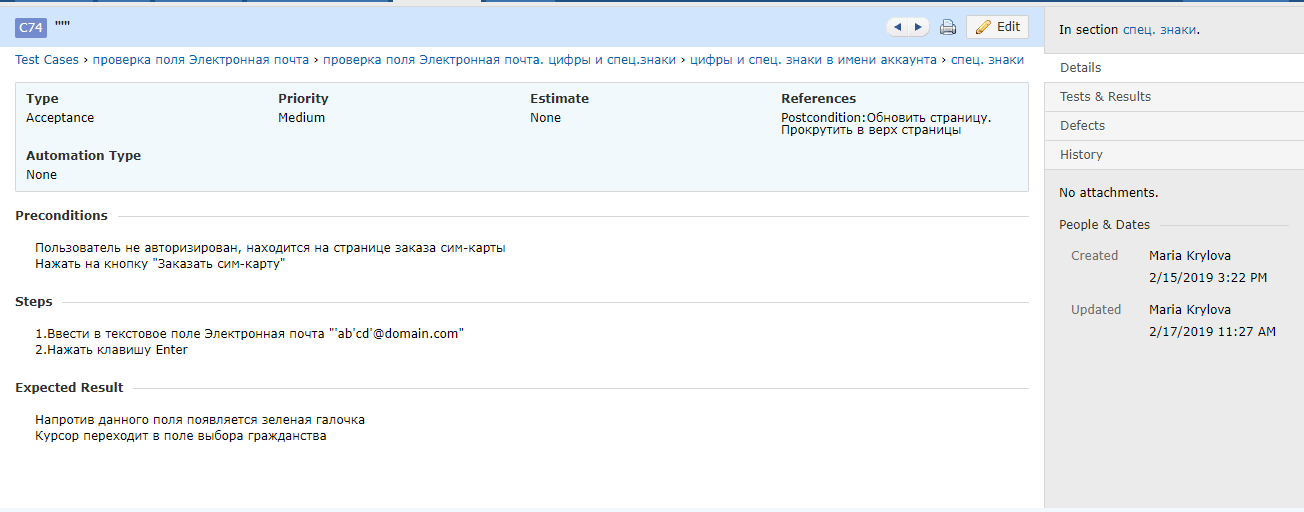 C74 "'"
Edit
Test Cases › проверка поля Электронная почта › проверка поля Электронная почта. цифры и спец.знаки › цифры и спец. знаки в имени аккаунта › спец. знаки
Type
Acceptance
Priority
Medium
Estimate
None
References
Postcondition:Обновить страницу.
Прокрутить в верх страницы
Automation Type
None
Preconditions
Пользователь не авторизирован, находится на странице заказа сим-карты
Нажать на кнопку "Заказать сим-карту"
Steps
1.Ввести в текстовое поле Электронная почта "'ab'cd'@domain.com"
2.Нажать клавишу Enter
Expected Result
Напротив данного поля появляется зеленая галочка
Курсор переходит в поле выбора гражданства
In section спец. знаки.
Details
Tests & Results
Defects
History
No attachments.
People & Dates
Created Maria Krylova
2/15/2019 3:22 PM
Updated Maria Krylova
2/17/2019 11:27 AM